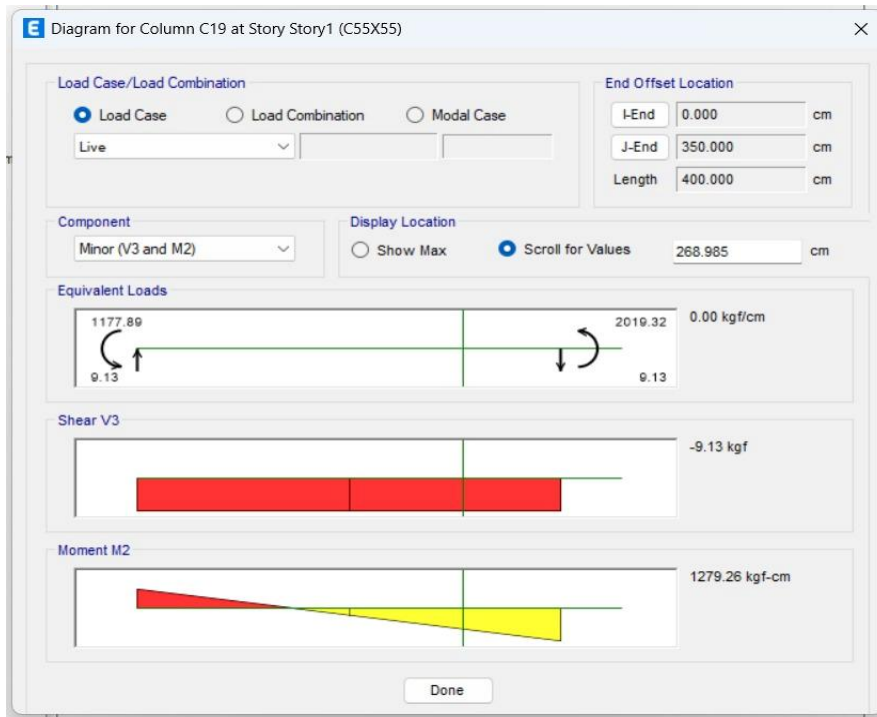 E Diagram for Column C19 at Story Story1 (C55X55)
Load Case/Load Combination
Load Case Load Combination Modal Case
Live
End Offset Location
I-End 0.000 cm
J-End 350.000 cm
Length 400.000 cm
Component
Minor (V3 and M2)
Display Location
Show Max Scroll for Values 268.985 cm
Equivalent Loads
1177.89 2019.32 0.00 kgf/cm
9.13 9.13
Shear V3
-9.13 kgf
Moment M2
1279.26 kgf-cm
Done